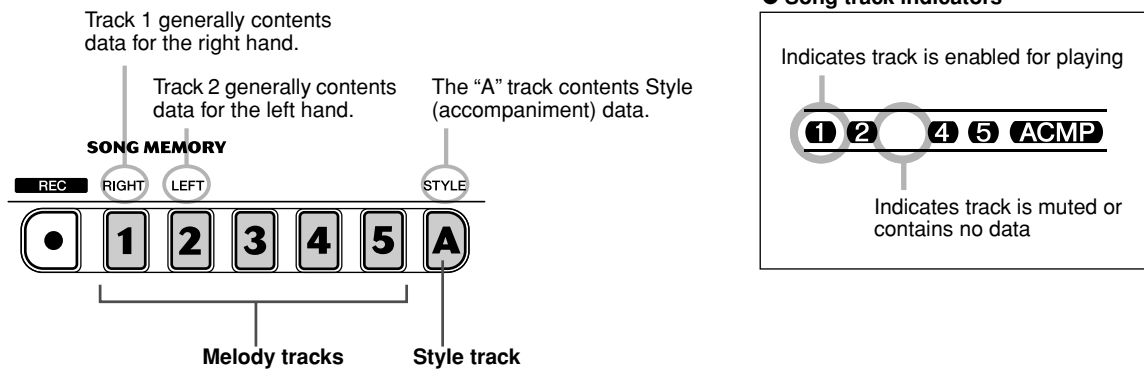 Track 1 generally contents
data for the right hand.
Track 2 generally contents
data for the left hand.
The “A” track contents Style
(accompaniment) data.
SONG MEMORY
REC RIGHT LEFT STYLE
1 2 3 4 5 A
Melody tracks Style track
● Song track indicators
Indicates track is enabled for playing
1 2 4 5 ACMP
Indicates track is muted or
contains no data